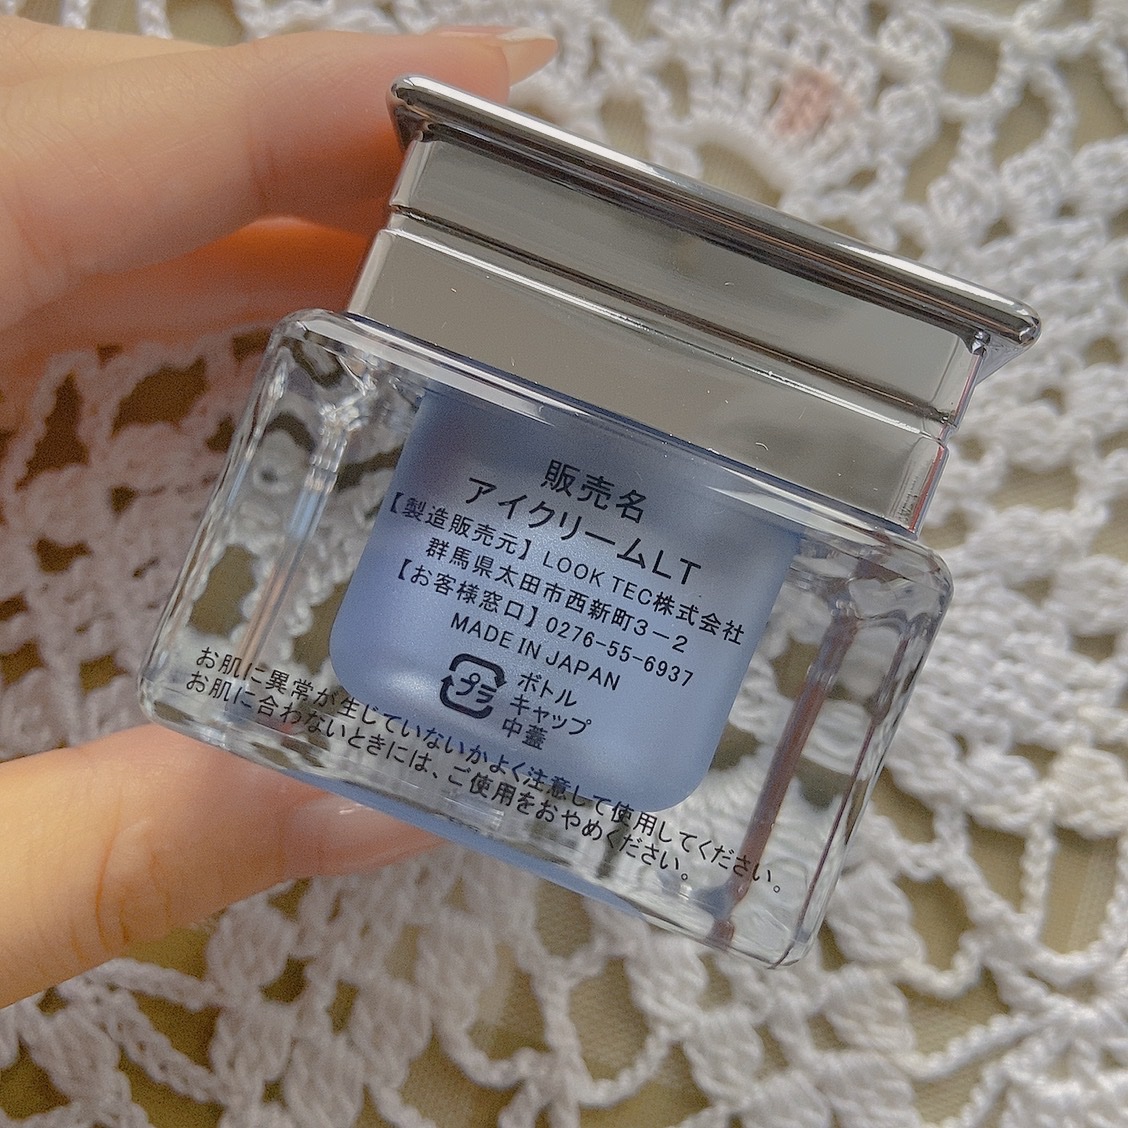 販売名
アイクリームLT
【製造販売元】LOOK TEC株式会社
群馬県太田市西新町3－2
【お客様窓口】0276-55-6937
MADE IN JAPAN
プラ
ボトル
キャップ
中蓋
お肌に異常が生じていないかよく注意して使用してください。
お肌に合わないときには、ご使用をおやめください。